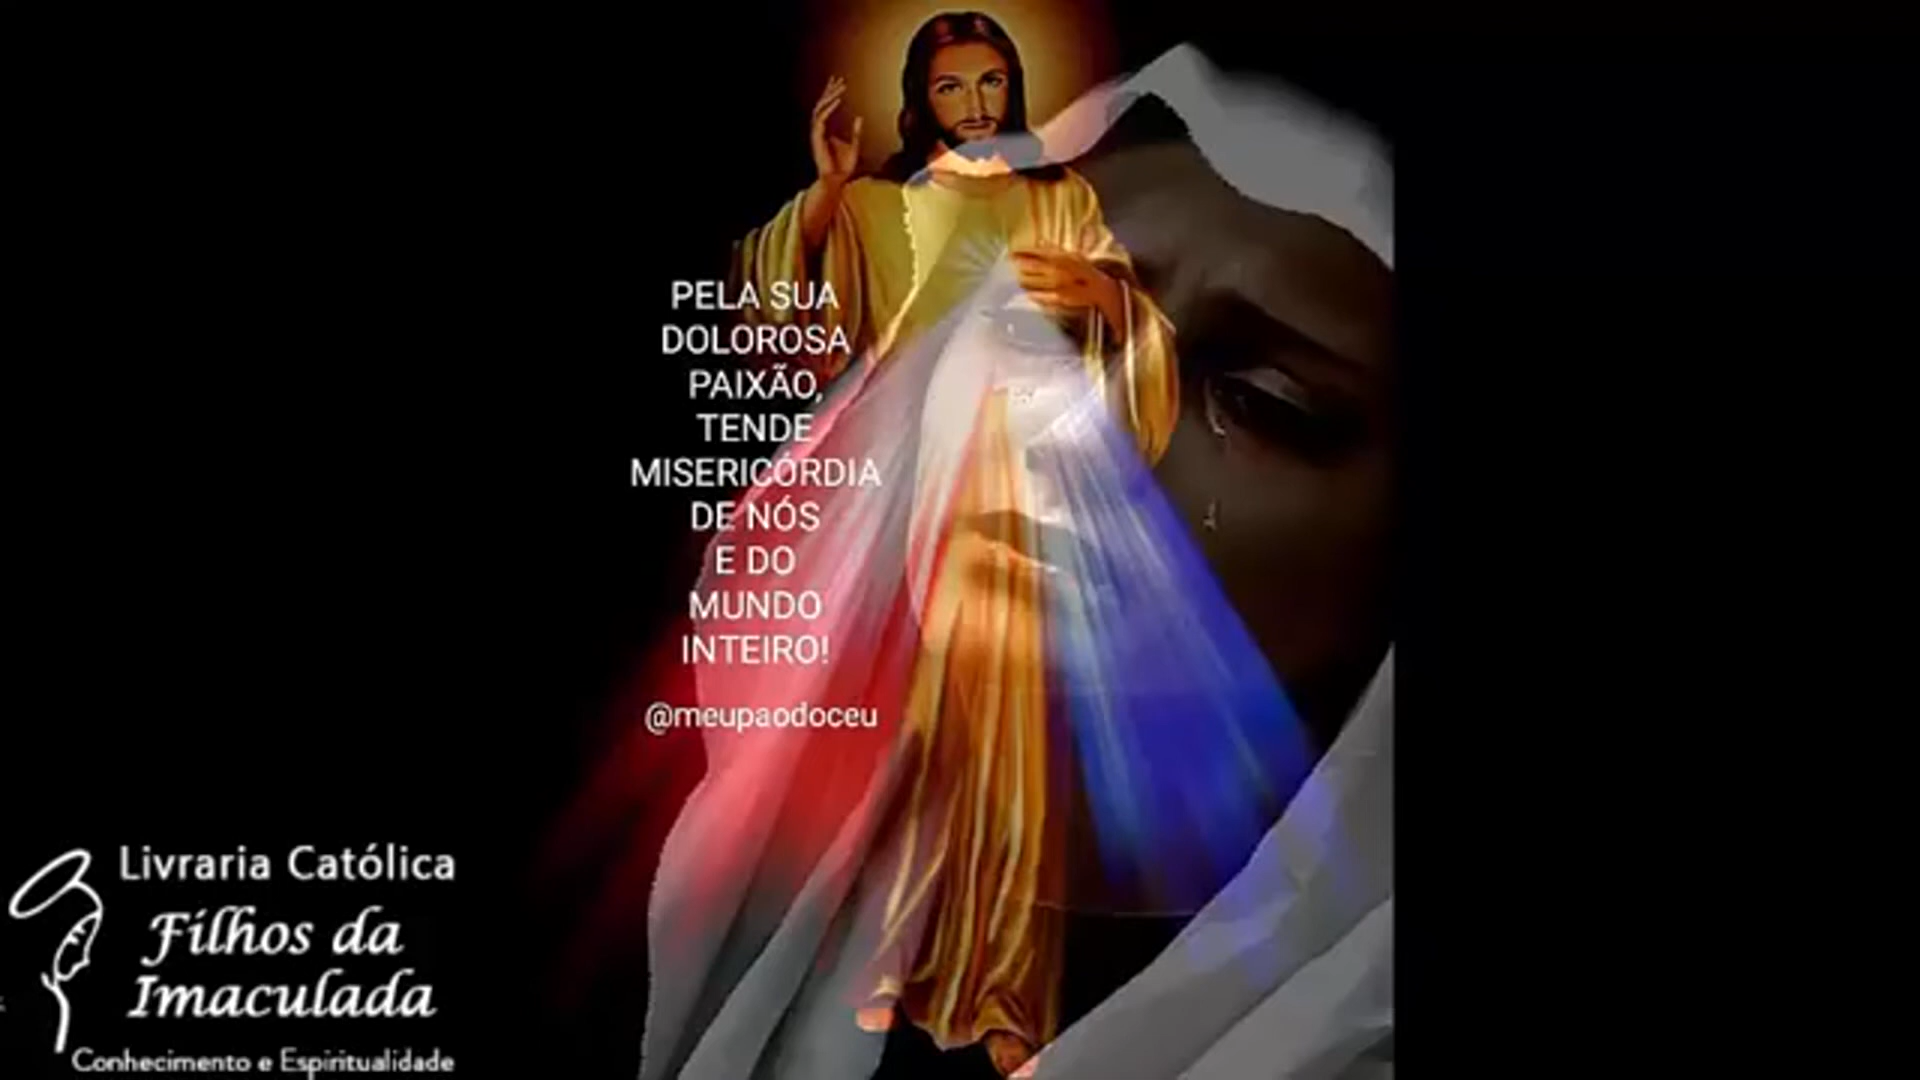 PELA SUA
DOLOROSA
PAIXÃO,
TENDE
MISERICÓRDIA
DE NÓS
E DO
MUNDO
INTEIRO!
@meupaodoceu
Livraria Católica
Filhos da
Imaculada
Conhecimento e Espiritualidade